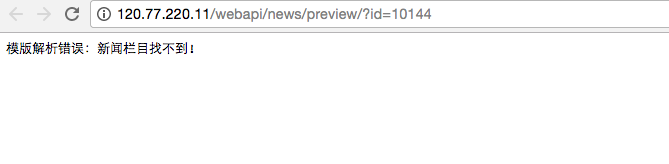 120.77.220.11/webapi/news/preview/?id=10144
模版解析错误：新闻栏目找不到！